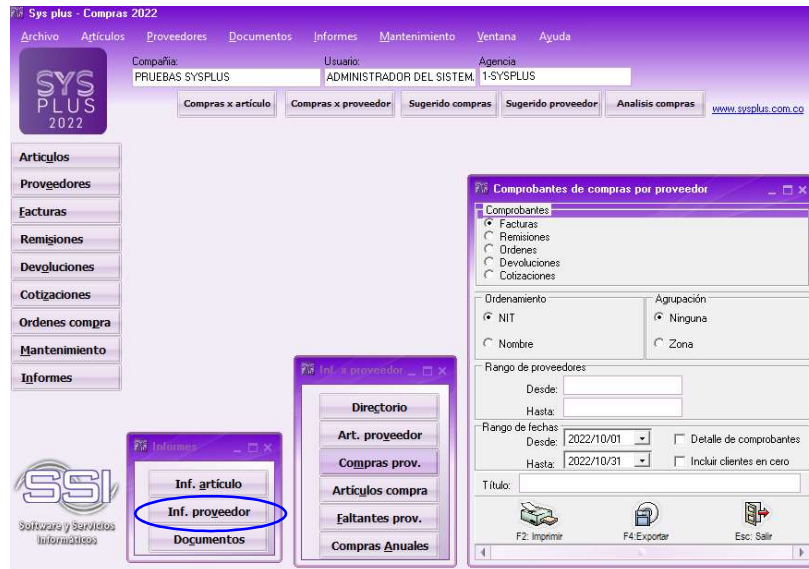 Sys plus - Compras 2022
Archivo Artículos Proveedores Documentos Informes Mantenimiento Ventana Ayuda
Compañia: Usuario: Agencia
PRUEBAS SYSPLUS ADMINISTRADOR DEL SISTEM. 1-SYSPLUS
SYS
PLUS
2022
Compras x artículo Compras x proveedor Sugerido compras Sugerido proveedor Analisis compras www.sysplus.com.co
Articulos
Proveedores
Facturas
Remisiones
Devoluciones
Cotizaciones
Ordenes compra
Mantenimiento
Informes
SSI
Software y Servicios
Informáticos
Informes
Inf. artículo
Inf. proveedor
Documentos
Inf. x proveedor
Directorio
Art. proveedor
Compras prov.
Artículos compra
Faltantes prov.
Compras Anuales
Comprobantes de compras por proveedor
Comprobantes
Facturas
Remisiones
Ordenes
Devoluciones
Cotizaciones
Ordenamiento Agrupación
NIT Ninguna
Nombre Zona
Rango de proveedores
Desde:
Hasta:
Rango de fechas
Desde: 2022/10/01 Detalle de comprobantes
Hasta: 2022/10/31 Incluir clientes en cero
Título:
F2: Imprimir F4:Exportar Esc: Salir